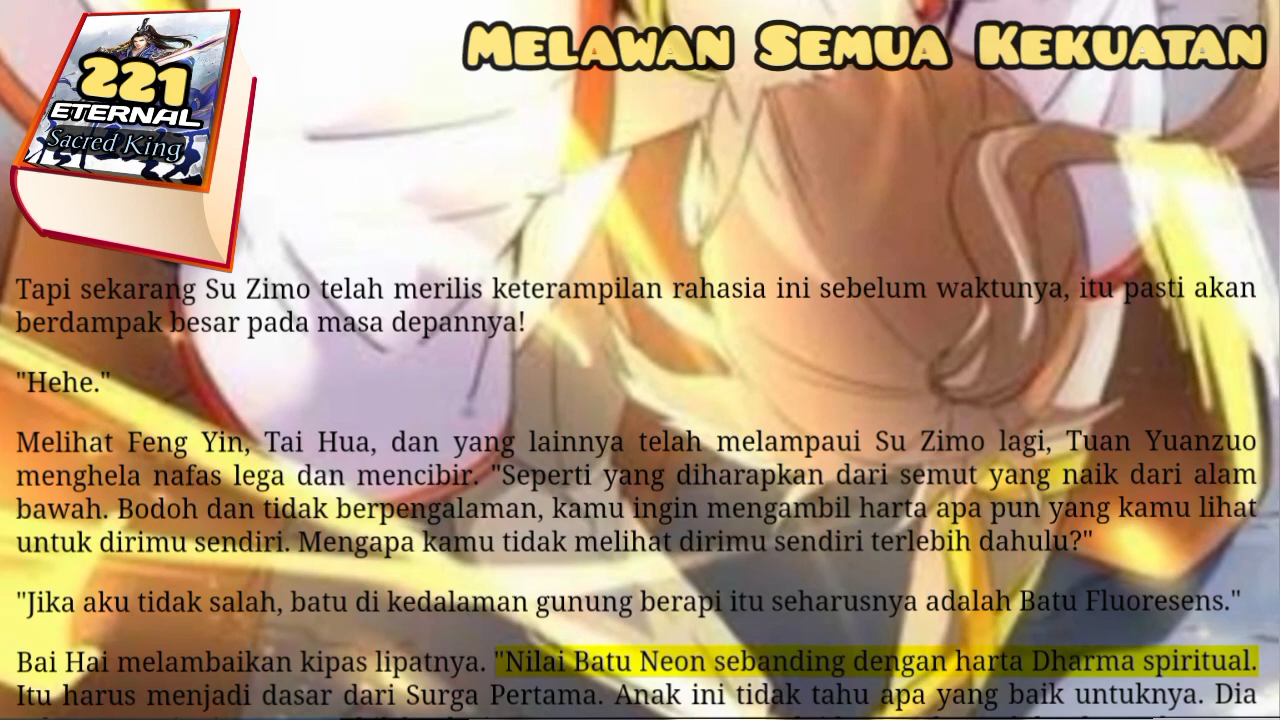 Melawan Semua Kekuatan
221
ETERNAL
Sacred King
Tapi sekarang Su Zimo telah merilis keterampilan rahasia ini sebelum waktunya, itu pasti akan
berdampak besar pada masa depannya!
"Hehe."
Melihat Feng Yin, Tai Hua, dan yang lainnya telah melampaui Su Zimo lagi, Tuan Yuanzuo
menghela nafas lega dan mencibir. "Seperti yang diharapkan dari semut yang naik dari alam
bawah. Bodoh dan tidak berpengalaman, kamu ingin mengambil harta apa pun yang kamu lihat
untuk dirimu sendiri. Mengapa kamu tidak melihat dirimu sendiri terlebih dahulu?"
"Jika aku tidak salah, batu di kedalaman gunung berapi itu seharusnya adalah Batu Fluoresens."
Bai Hai melambaikan kipas lipatnya. "Nilai Batu Neon sebanding dengan harta Dharma spiritual.
Itu harus menjadi dasar dari Surga Pertama. Anak ini tidak tahu apa yang baik untuknya. Dia